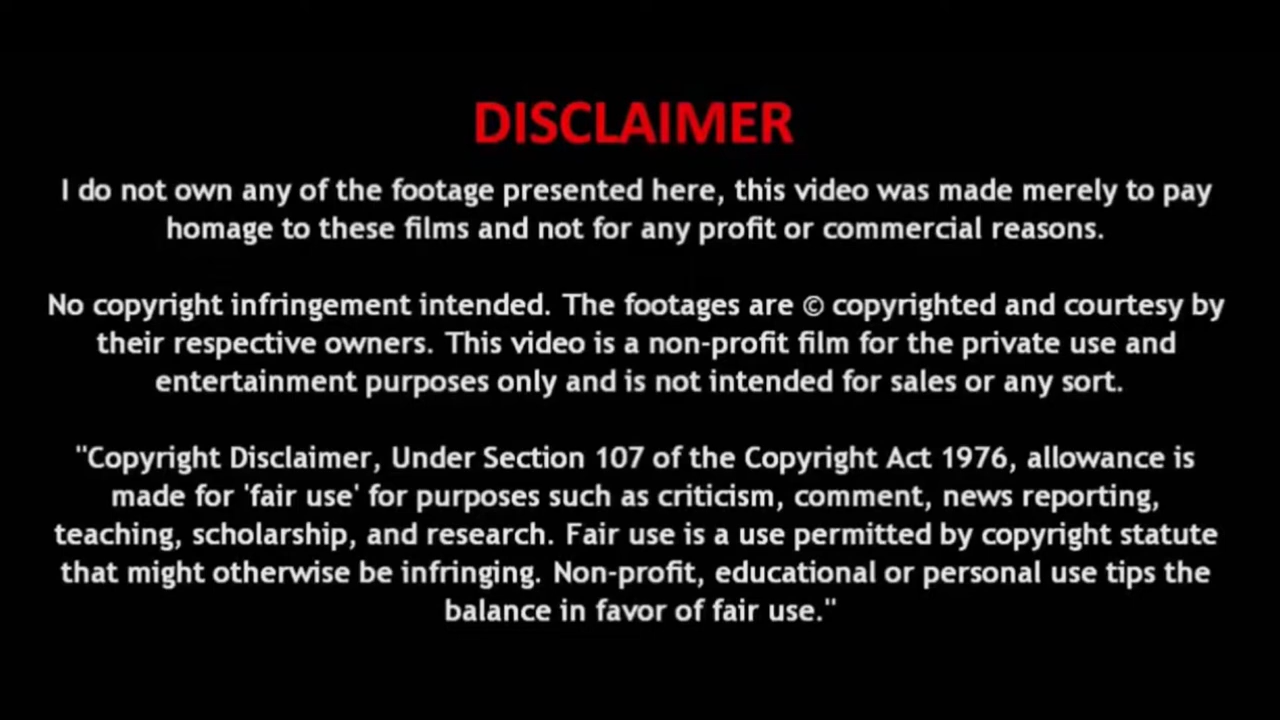 DISCLAIMER
I do not own any of the footage presented here, this video was made merely to pay
homage to these films and not for any profit or commercial reasons.
No copyright infringement intended. The footages are © copyrighted and courtesy by
their respective owners. This video is a non-profit film for the private use and
entertainment purposes only and is not intended for sales or any sort.
"Copyright Disclaimer, Under Section 107 of the Copyright Act 1976, allowance is
made for 'fair use' for purposes such as criticism, comment, news reporting,
teaching, scholarship, and research. Fair use is a use permitted by copyright statute
that might otherwise be infringing. Non-profit, educational or personal use tips the
balance in favor of fair use."